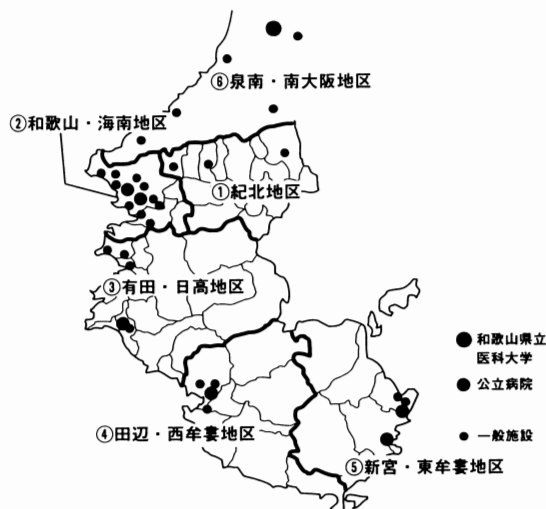 ⑥泉南・南大阪地区
②和歌山・海南地区
①紀北地区
③有田・日高地区
④田辺・西牟婁地区
⑤新宮・東牟婁地区
和歌山県立
医科大学
公立病院
一般施設